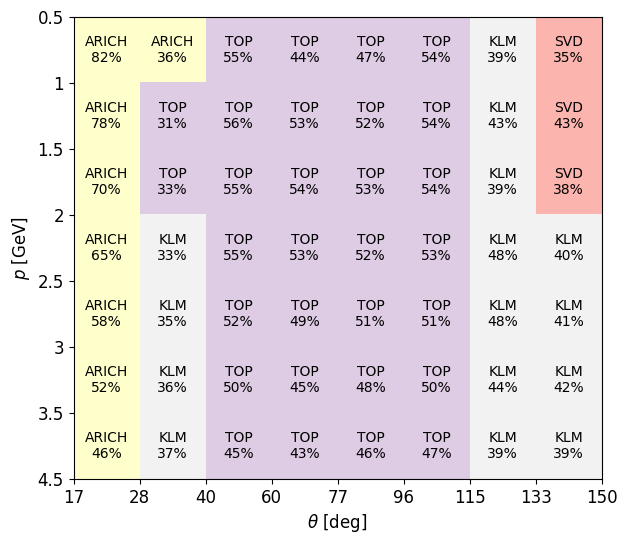 0.5
ARICH ARICH TOP TOP TOP TOP KLM SVD
82% 36% 55% 44% 47% 54% 39% 35%
1
ARICH TOP TOP TOP TOP TOP KLM SVD
78% 31% 56% 53% 52% 54% 43% 43%
1.5
ARICH TOP TOP TOP TOP TOP KLM SVD
70% 33% 55% 54% 53% 54% 39% 38%
2
ARICH KLM TOP TOP TOP TOP KLM KLM
65% 33% 55% 53% 52% 53% 48% 40%
p [GeV]
2.5
ARICH KLM TOP TOP TOP TOP KLM KLM
58% 35% 52% 49% 51% 51% 48% 41%
3
ARICH KLM TOP TOP TOP TOP KLM KLM
52% 36% 50% 45% 48% 50% 44% 42%
3.5
ARICH KLM TOP TOP TOP TOP KLM KLM
46% 37% 45% 43% 46% 47% 39% 39%
4.5
17 28 40 60 77 96 115 133 150
θ [deg]